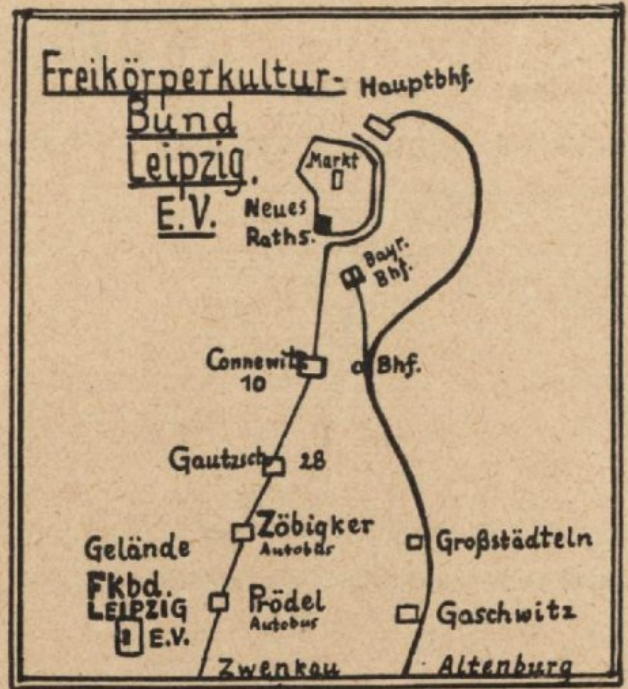 Freikörperkultur-
Bund
Leipzig.
E.V.
Hauptbhf.
Markt
Neues
Raths.
Bayr.
Bhf.
Connewitz
10
Bhf.
Gautzsch 28
Zöbigker
Autobus
Großstädteln
Gelände
Fkbd.
LEIPZIG
E.V.
Prödel
Autobus
Gaschwitz
Zwenkau
Altenburg